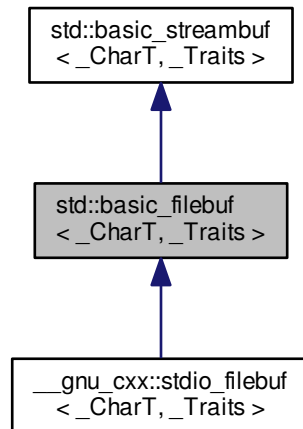 std::basic_streambuf
< _CharT, _Traits >
std::basic_filebuf
< _CharT, _Traits >
__gnu_cxx::stdio_filebuf
< _CharT, _Traits >